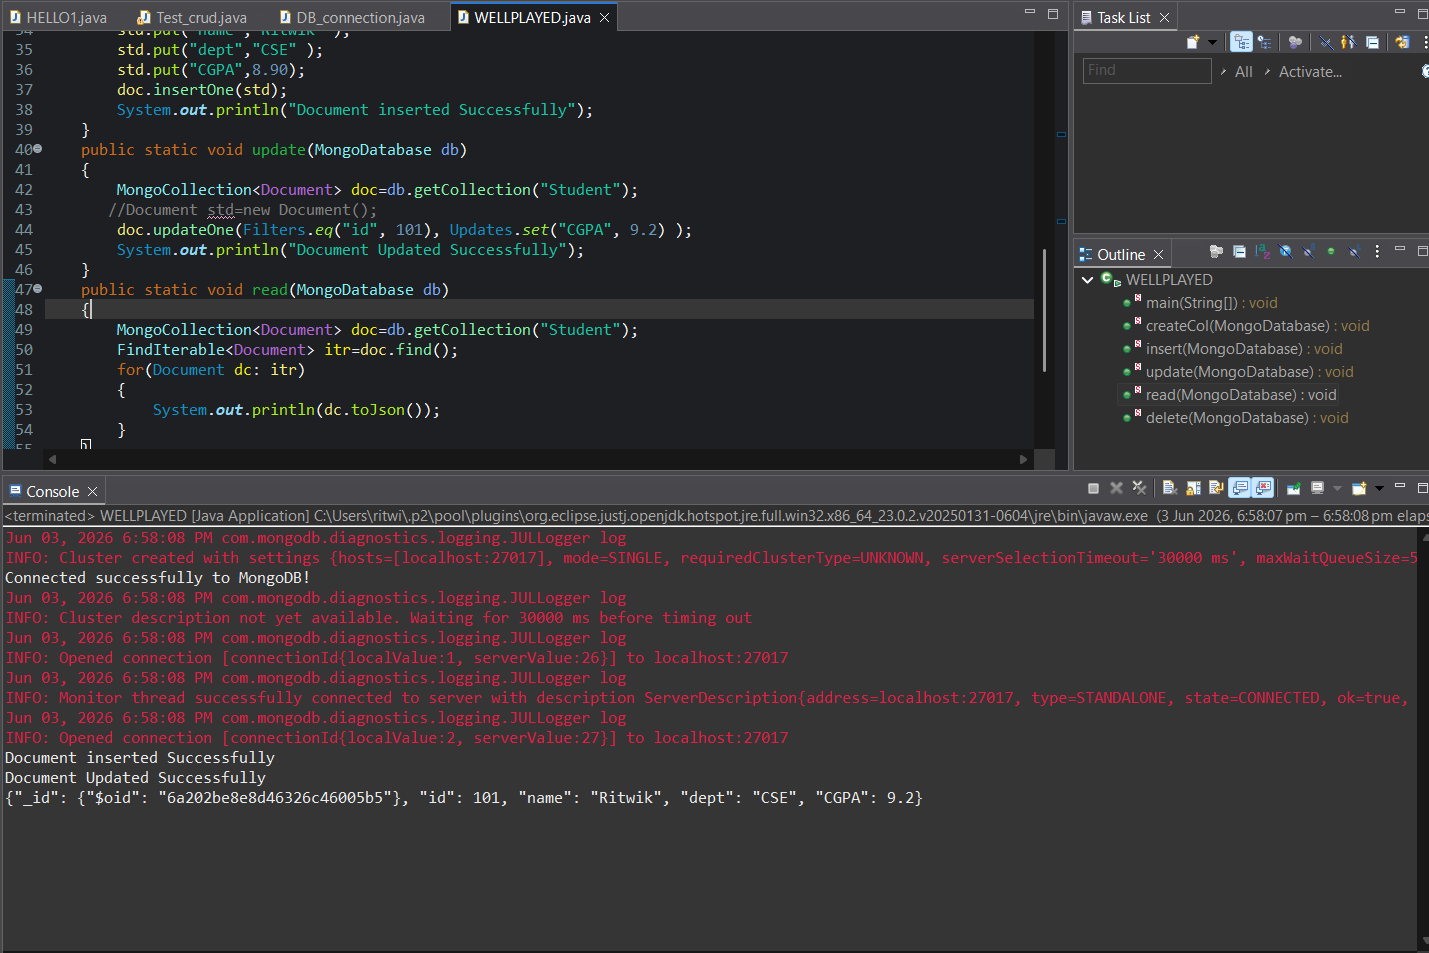 HELLO1.java
Test_crud.java
DB_connection.java
WELLPLAYED.java
34 std.put("name","Ritwik" );
35 std.put("dept","CSE" );
36 std.put("CGPA",8.90);
37 doc.insertOne(std);
38 System.out.println("Document inserted Successfully");
39 }
40 public static void update(MongoDatabase db)
41 {
42 MongoCollection<Document> doc=db.getCollection("Student");
43 //Document std=new Document();
44 doc.updateOne(Filters.eq("id", 101), Updates.set("CGPA", 9.2) );
45 System.out.println("Document Updated Successfully");
46 }
47 public static void read(MongoDatabase db)
48 {
49 MongoCollection<Document> doc=db.getCollection("Student");
50 FindIterable<Document> itr=doc.find();
51 for(Document dc: itr)
52 {
53 System.out.println(dc.toJson());
54 }
55 }
Task List
Find
All
Activate...
Outline
WELLPLAYED
main(String[]) : void
createCol(MongoDatabase) : void
insert(MongoDatabase) : void
update(MongoDatabase) : void
read(MongoDatabase) : void
delete(MongoDatabase) : void
Console
<terminated> WELLPLAYED [Java Application] C:\Users\ritwi\.p2\pool\plugins\org.eclipse.justj.openjdk.hotspot.jre.full.win32.x86_64_23.0.2.v20250131-0604\jre\bin\javaw.exe (3 Jun 2026, 6:58:07 pm – 6:58:08 pm elaps
Jun 03, 2026 6:58:08 PM com.mongodb.diagnostics.logging.JULLogger log
INFO: Cluster created with settings {hosts=[localhost:27017], mode=SINGLE, requiredClusterType=UNKNOWN, serverSelectionTimeout='30000 ms', maxWaitQueueSize=5
Connected successfully to MongoDB!
Jun 03, 2026 6:58:08 PM com.mongodb.diagnostics.logging.JULLogger log
INFO: Cluster description not yet available. Waiting for 30000 ms before timing out
Jun 03, 2026 6:58:08 PM com.mongodb.diagnostics.logging.JULLogger log
INFO: Opened connection [connectionId{localValue:1, serverValue:26}] to localhost:27017
Jun 03, 2026 6:58:08 PM com.mongodb.diagnostics.logging.JULLogger log
INFO: Monitor thread successfully connected to server with description ServerDescription{address=localhost:27017, type=STANDALONE, state=CONNECTED, ok=true,
Jun 03, 2026 6:58:08 PM com.mongodb.diagnostics.logging.JULLogger log
INFO: Opened connection [connectionId{localValue:2, serverValue:27}] to localhost:27017
Document inserted Successfully
Document Updated Successfully
{"_id": {"$oid": "6a202be8e8d46326c46005b5"}, "id": 101, "name": "Ritwik", "dept": "CSE", "CGPA": 9.2}